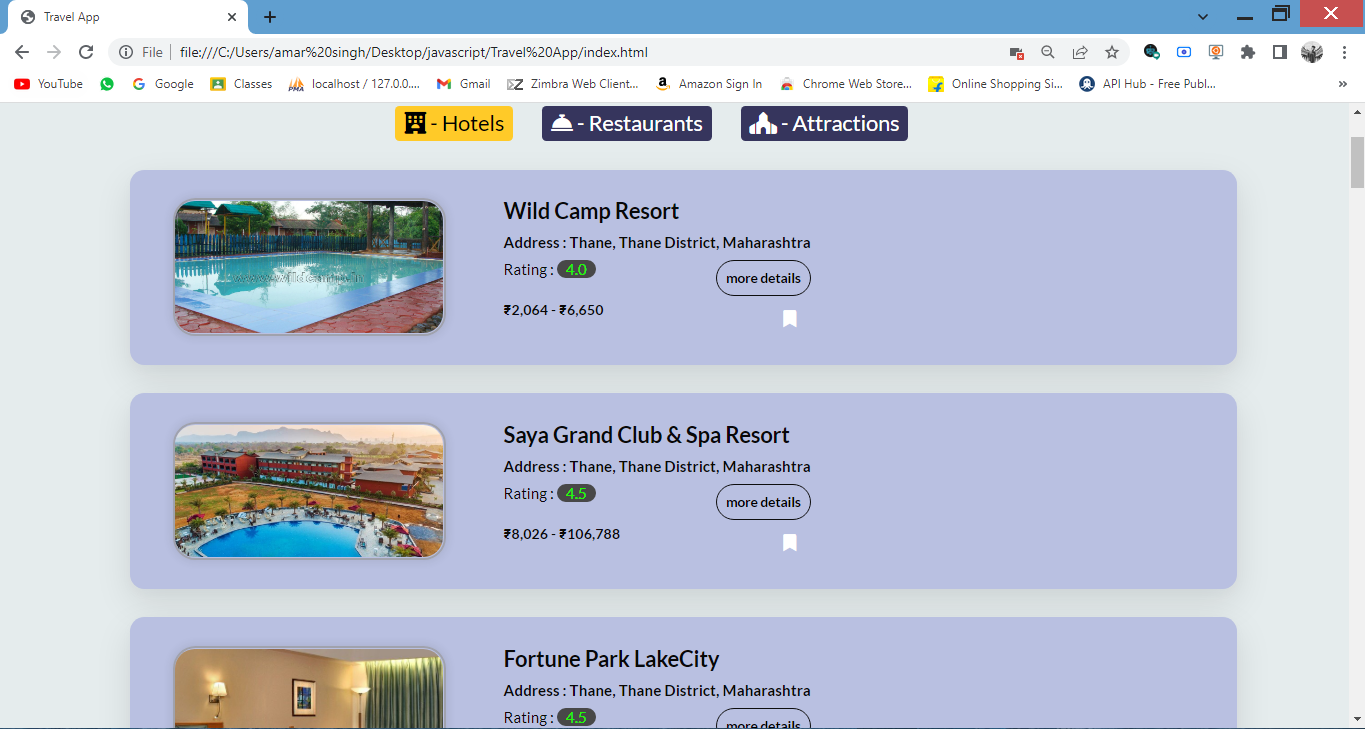 Travel App
File file:///C:/Users/amar%20singh/Desktop/javascript/Travel%20App/index.html
YouTube Google Classes localhost / 127.0.0.... Gmail Zimbra Web Client... Amazon Sign In Chrome Web Store... Online Shopping Si... API Hub - Free Publ... »
- Hotels - Restaurants - Attractions
Wild Camp Resort
Address : Thane, Thane District, Maharashtra
Rating : 4.0
more details
₹2,064 - ₹6,650
Saya Grand Club & Spa Resort
Address : Thane, Thane District, Maharashtra
Rating : 4.5
more details
₹8,026 - ₹106,788
Fortune Park LakeCity
Address : Thane, Thane District, Maharashtra
Rating : 4.5
more details